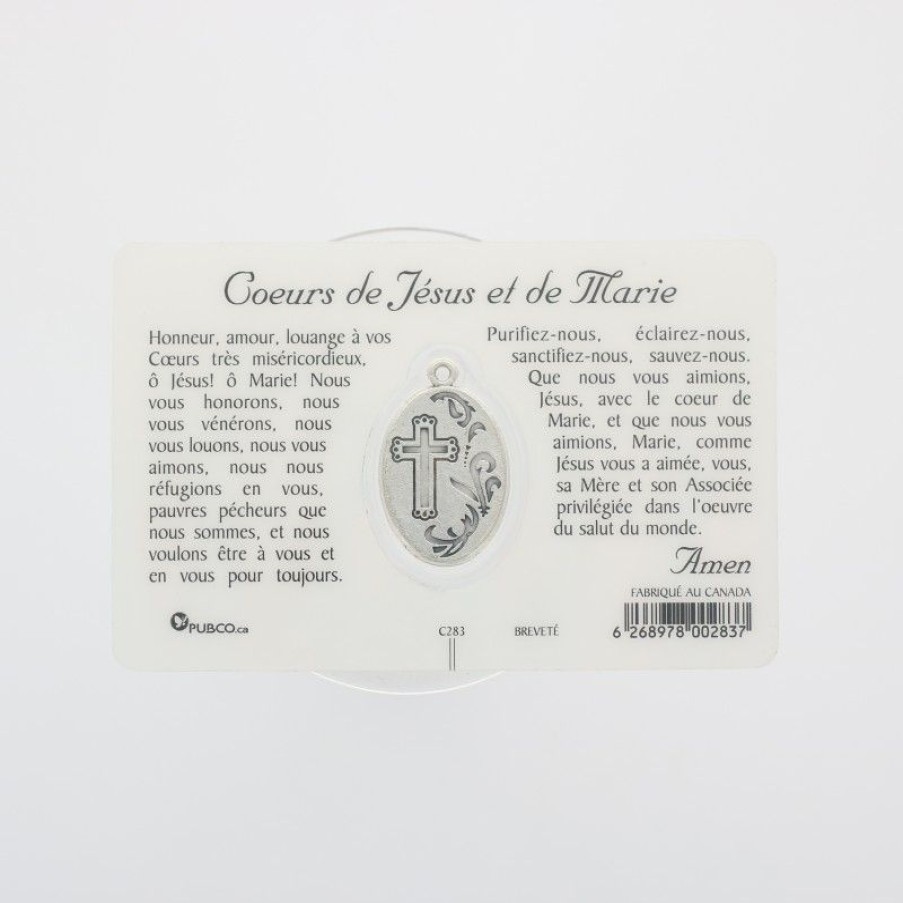 Coeurs de Jésus et de Marie
Honneur, amour, louange à vos
Cœurs très miséricordieux,
ô Jésus! ô Marie! Nous
vous honorons, nous
vous vénérons, nous
vous louons, nous vous
aimons, nous nous
réfugions en vous,
pauvres pécheurs que
nous sommes, et nous
voulons être à vous et
en vous pour toujours.
Purifiez-nous, éclairez-nous,
sanctifiez-nous, sauvez-nous.
Que nous vous aimions,
Jésus, avec le coeur de
Marie, et que nous vous
aimions, Marie, comme
Jésus vous a aimée, vous,
sa Mère et son Associée
privilégiée dans l'oeuvre
du salut du monde.
Amen
FABRIQUÉ AU CANADA
6 268978 002837
PUBCO.ca
C283
BREVETÉ